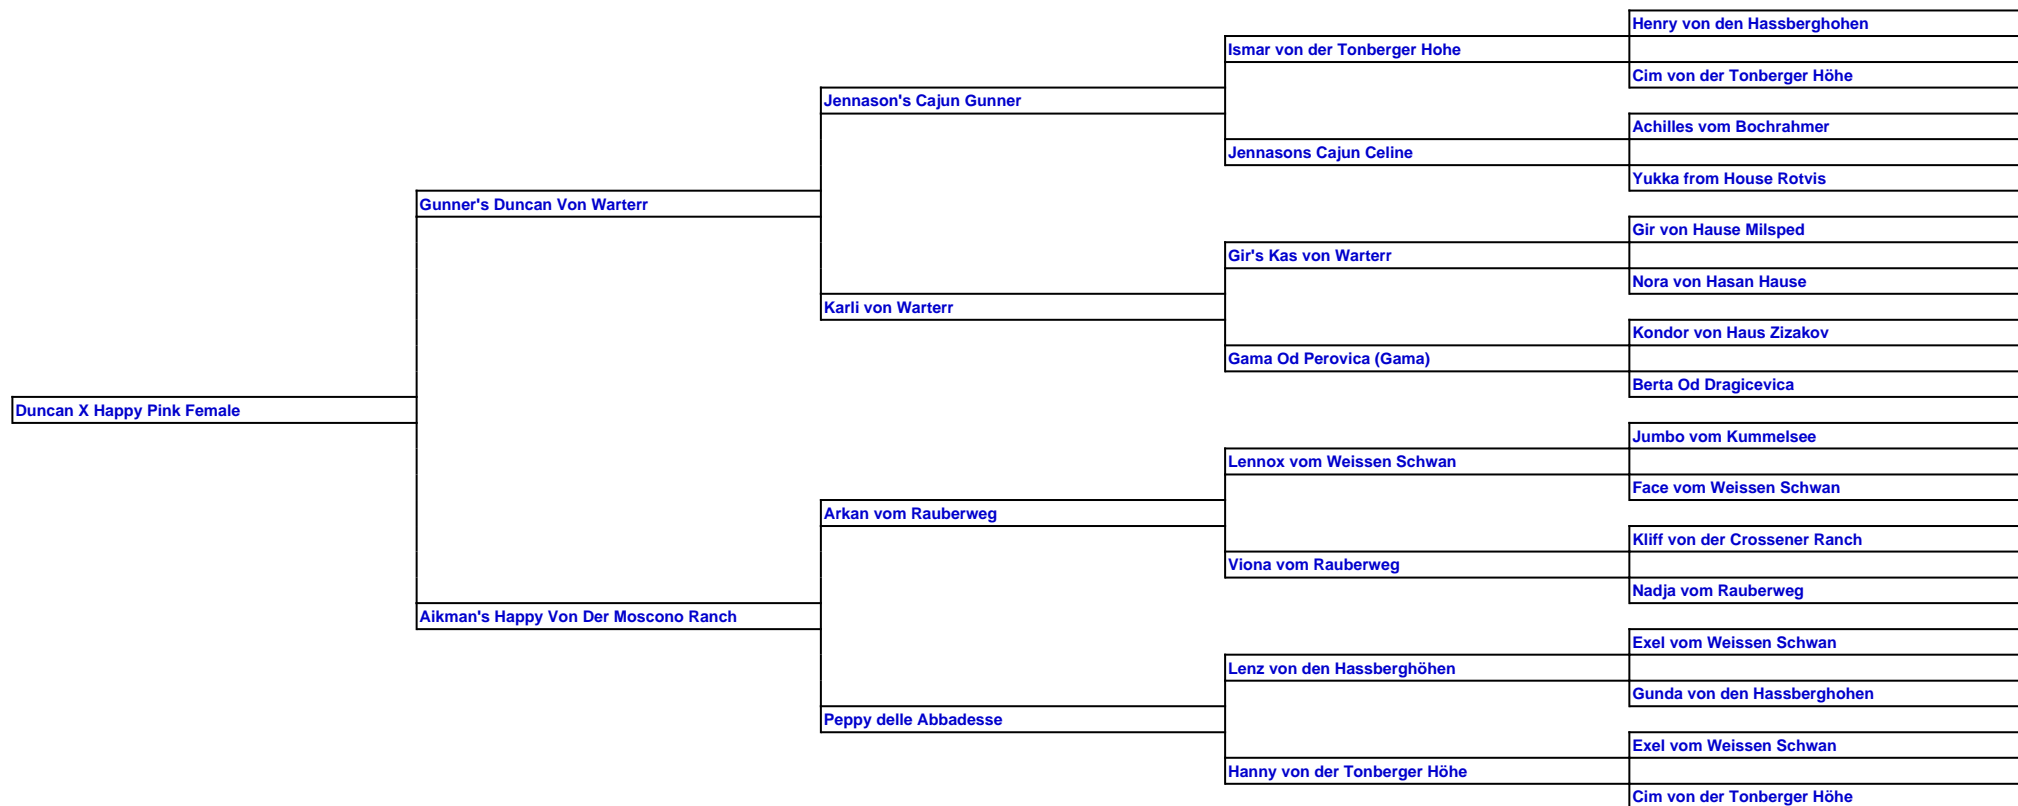 Henry von den Hassberghohen
Ismar von der Tonberger Hohe
Cim von der Tonberger Höhe
Jennason's Cajun Gunner
Achilles vom Bochrahmer
Jennasons Cajun Celine
Yukka from House Rotvis
Gunner's Duncan Von Warterr
Gir von Hause Milsped
Gir's Kas von Warterr
Nora von Hasan Hause
Karli von Warterr
Kondor von Haus Zizakov
Gama Od Perovica (Gama)
Berta Od Dragicevica
Duncan X Happy Pink Female
Jumbo vom Kummelsee
Lennox vom Weissen Schwan
Face vom Weissen Schwan
Arkan vom Rauberweg
Kliff von der Crossener Ranch
Viona vom Rauberweg
Nadja vom Rauberweg
Aikman's Happy Von Der Moscono Ranch
Exel vom Weissen Schwan
Lenz von den Hassberghöhen
Gunda von den Hassberghohen
Peppy delle Abbadesse
Exel vom Weissen Schwan
Hanny von der Tonberger Höhe
Cim von der Tonberger Höhe